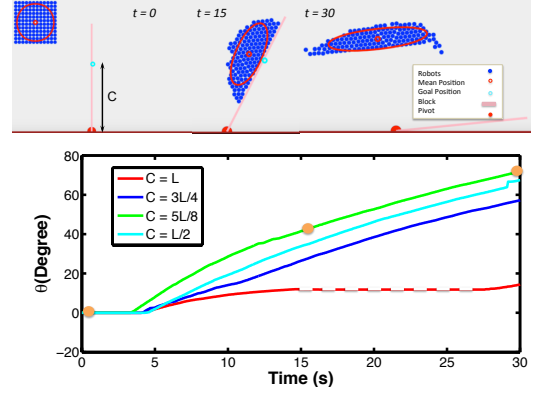 t = 0
t = 15
t = 30
C
Robots
Mean Position
Goal Position
Block
Pivot
80
60
40
20
0
−20
θ(Degree)
C = L
C = 3L/4
C = 5L/8
C = L/2
0
5
10
15
20
25
30
Time (s)